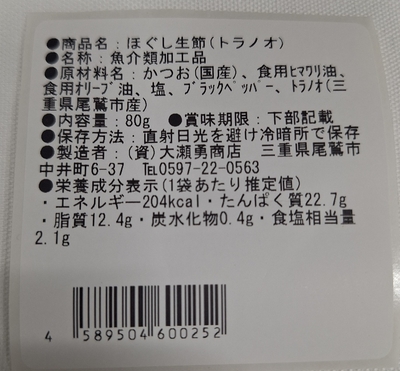 ●商品名：ほぐし生節(トラノオ)
●名称：魚介類加工品
●原材料名：かつお(国産)、食用ﾋﾏﾜﾘ油、
食用ｵﾘｰﾌﾞ油、塩、ﾌﾞﾗｯｸﾍﾟｯﾊﾟｰ、ﾄﾗﾉｵ(三
重県尾鷲市産)
●内容量：80g ●賞味期限：下部記載
●保存方法：直射日光を避け冷暗所で保存
●製造者：(資)大瀬勇商店 三重県尾鷲市
中井町6-37 ℡0597-22-0563
●栄養成分表示(1袋あたり推定値)
・エネルギー204kcal・たんぱく質22.7g
・脂質12.4g・炭水化物0.4g・食塩相当量
2.1g
4 589504 600252